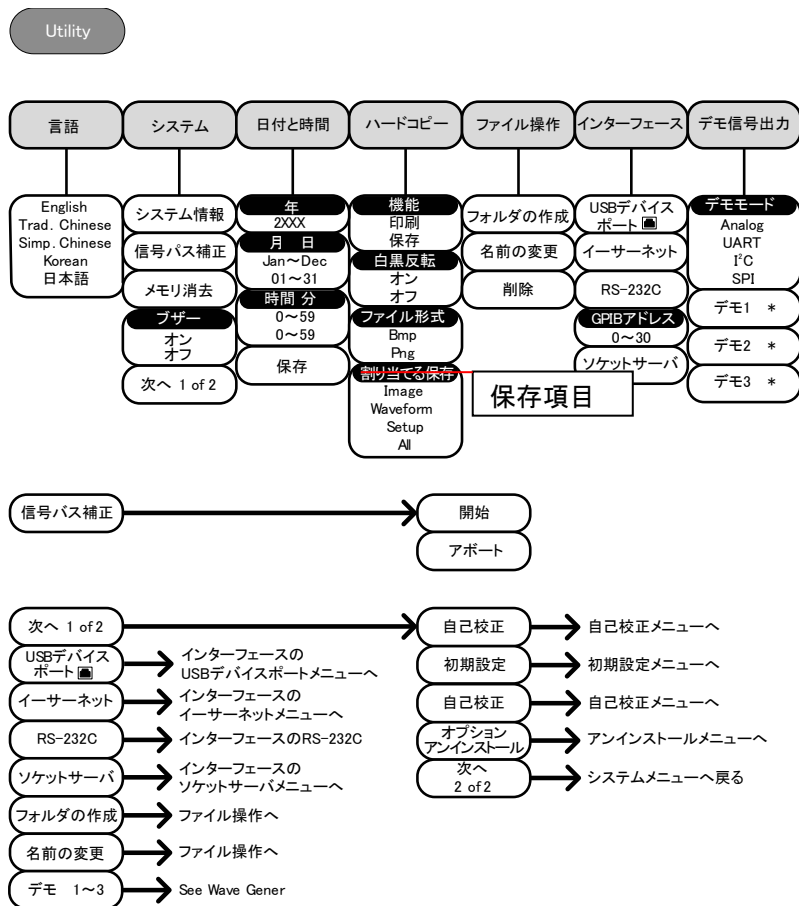 Utility
言語
システム
日付と時間
ハードコピー
ファイル操作
インターフェース
デモ信号出力
English
Trad. Chinese
Simp. Chinese
Korean
日本語
システム情報
信号パス補正
メモリ消去
ブザー
オン
オフ
次へ 1 of 2
年
2XXX
月 日
Jan～Dec
01～31
時間 分
0～59
0～59
保存
機能
印刷
保存
白黒反転
オン
オフ
ファイル形式
Bmp
Png
割り当てる保存
Image
Waveform
Setup
All
保存項目
フォルダの作成
名前の変更
削除
USBデバイス
ポート
イーサーネット
RS-232C
GPIBアドレス
0～30
ソケットサーバ
デモモード
Analog
UART
I²C
SPI
デモ1 *
デモ2 *
デモ3 *
信号パス補正
開始
アボート
次へ 1 of 2
USBデバイス
ポート
インターフェースの
USBデバイスポートメニューへ
イーサーネット
インターフェースの
イーサーネットメニューへ
RS-232C
インターフェースのRS-232C
ソケットサーバ
インターフェースの
ソケットサーバメニューへ
フォルダの作成
ファイル操作へ
名前の変更
ファイル操作へ
デモ 1～3
See Wave Gener
自己校正
自己校正メニューへ
初期設定
初期設定メニューへ
自己校正
自己校正メニューへ
オプション
アンインストール
アンインストールメニューへ
次へ
2 of 2
システムメニューへ戻る